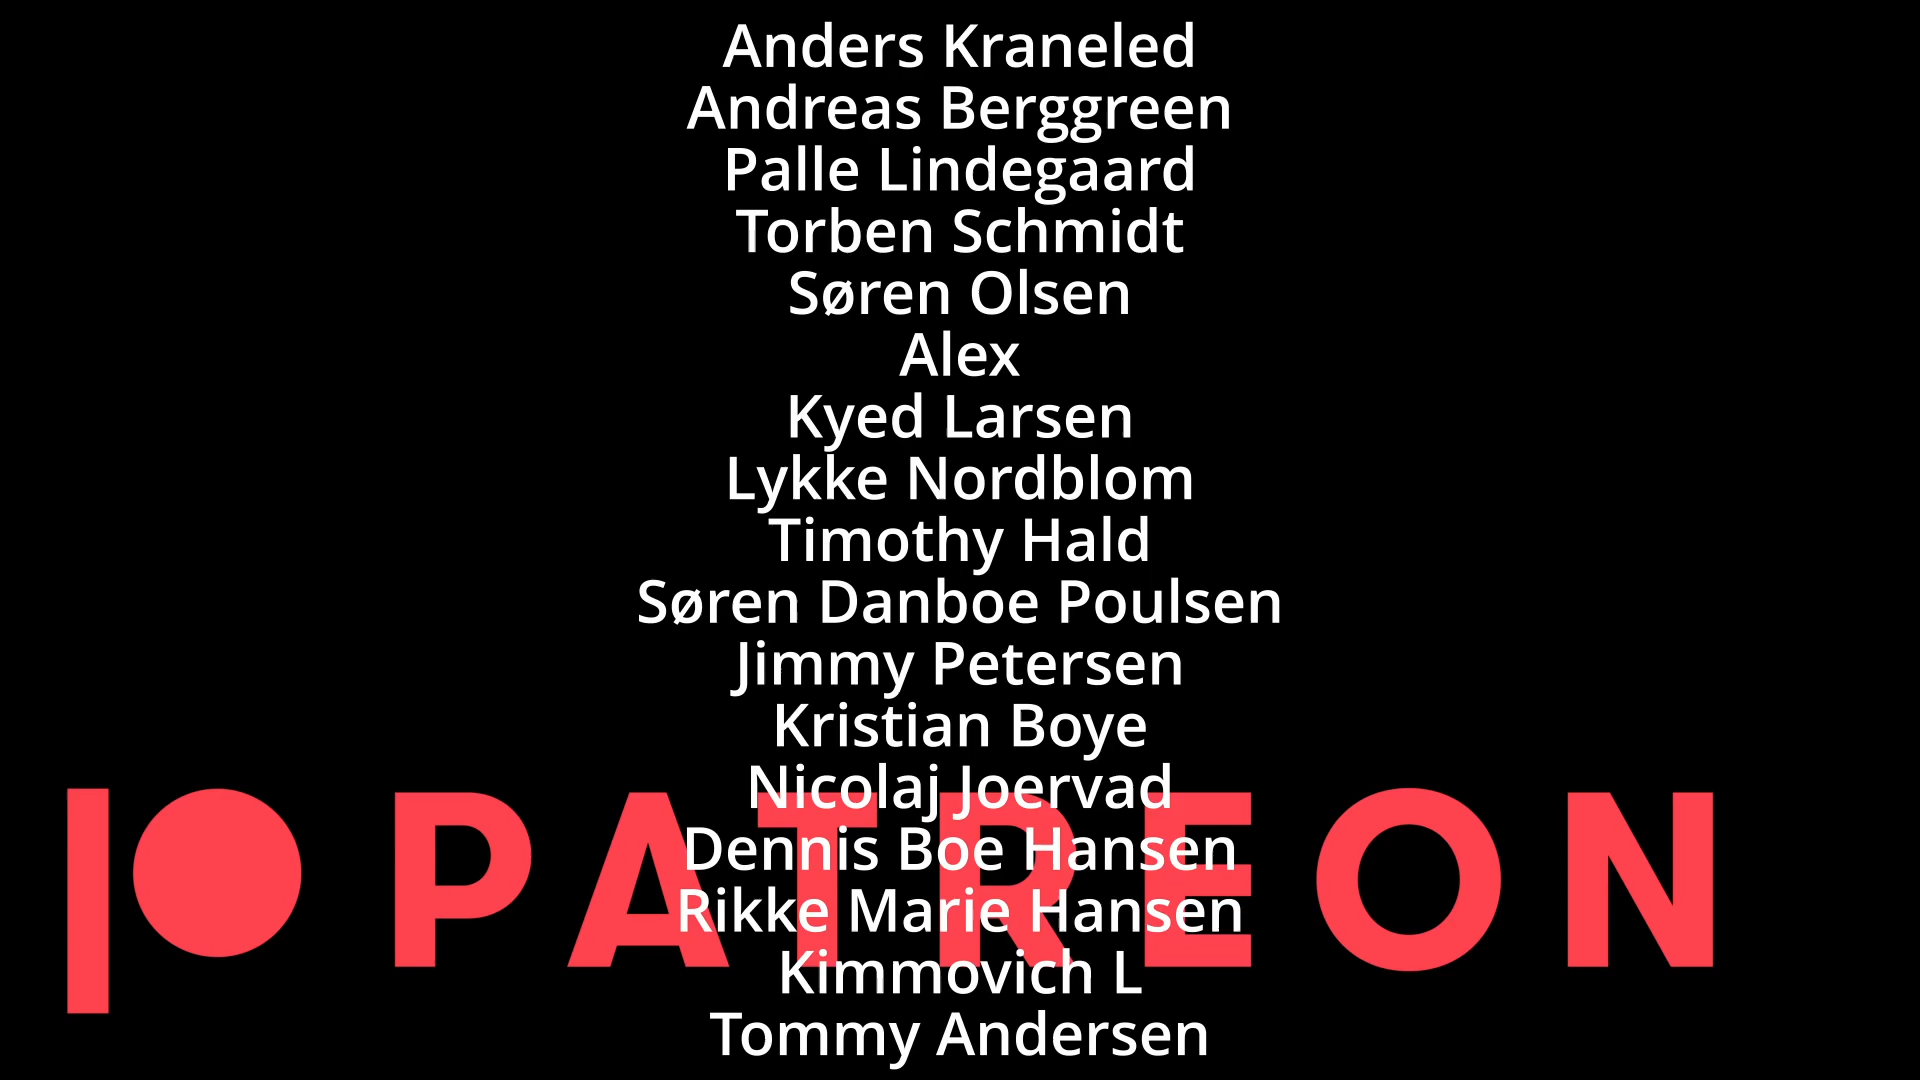 Anders Kraneled
Andreas Berggreen
Palle Lindegaard
Torben Schmidt
Søren Olsen
Alex
Kyed Larsen
Lykke Nordblom
Timothy Hald
Søren Danboe Poulsen
Jimmy Petersen
Kristian Boye
Nicolaj Joervad
Dennis Boe Hansen
Rikke Marie Hansen
Kimmovich L
Tommy Andersen
PATREON